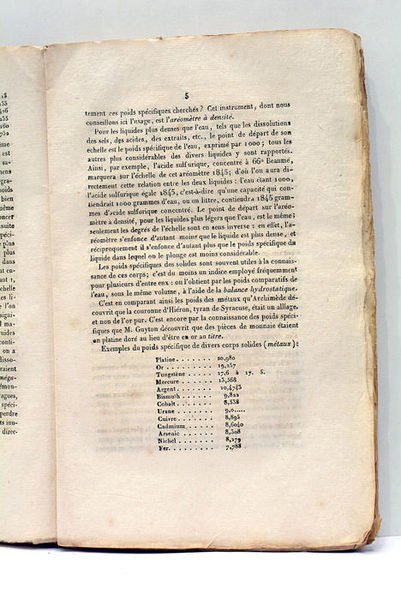 5
tement ces poids spécifiques cherchés? Cet instrument, dont nous
conseillons ici l'usage, est l'aréomètre à densité.
Pour les liquides plus denses que l'eau, tels que les dissolutions
des sels, des acides, des extraits, etc., le point de départ de son
échelle est le poids spécifique de l'eau, exprimé par 1000; tous les
autres plus considérables des divers liquides y sont rapportés.
Ainsi, par exemple, l'acide sulfurique, concentré à 66° Beaumé,
marquera sur l'échelle de cet aréomètre 1845; d'où l'on aura di-
rectement cette relation entre les deux liquides : l'eau étant 1000,
l'acide sulfurique égale 1845, c'est-à-dire qu'une capacité qui con-
tiendrait 1000 grammes d'eau, ou un litre, contiendra 1845 gram-
mes d'acide sulfurique concentré. Le point de départ sur l'aréo-
mètre à densité, pour les liquides plus légers que l'eau, est le même;
seulement les degrés de l'échelle sont en sous inverse : en effet, l'a-
réomètre s'enfonce d'autant moins que le liquide est plus dense, et
réciproquement il s'enfonce d'autant plus que le poids spécifique du
liquide dans lequel on le plonge est moins considérable.
Les poids spécifiques des solides sont souvent utiles à la connais-
sance de ces corps; c'est du moins un indice employé fréquemment
pour plusieurs d'entre eux : on l'obtient par les poids comparatifs de
l'eau, sous le même volume, à l'aide de la balance hydrostatique.
C'est en comparant ainsi les poids des métaux qu'Archimède dé-
couvrit que la couronne d'Hiéron, tyran de Syracuse, était un alliage,
et non de l'or pur. C'est encore par la connaissance des poids spéci-
fiques que M. Guyton découvrit que des pièces de monnaie étaient
en platine doré au lieu d'être en or au titre.
Exemples du poids spécifique de divers corps solides (métaux) :
Platine . . . . . . . 20,980
Or . . . . . . . . . 19,257
Tungstène . . . . . . 17,6 à 17, 5.
Mercure . . . . . . . 13,568
Argent . . . . . . . 10,4743
Bismuth . . . . . . . 9,822
Cobalt . . . . . . . 8,538
Urane . . . . . . . . 9,0 . . . .
Cuivre . . . . . . . 8,895
Cadmium . . . . . . . 8,6040
Arsenic . . . . . . . 8,308
Nickel . . . . . . . 8,279
Fer . . . . . . . . . 7,788